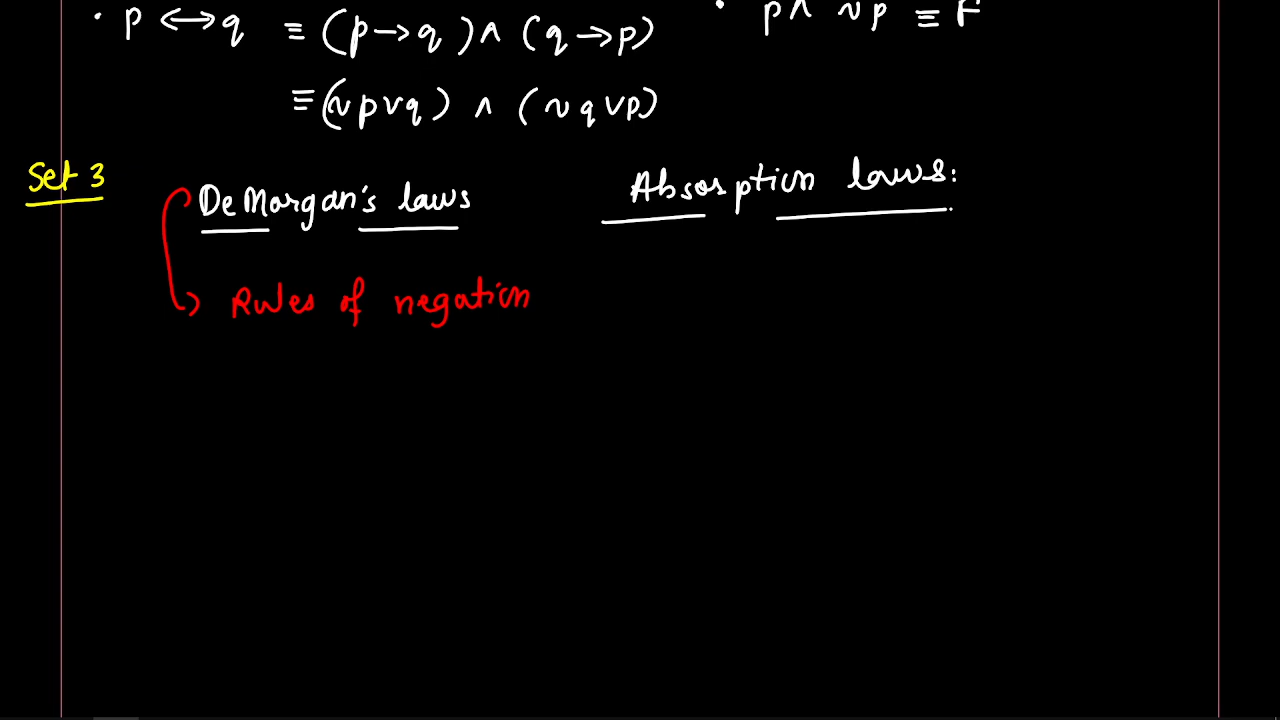 · p ↔ q ≡ (p → q) ∧ (q → p)
· p ∧ ~p ≡ F
≡ (~p ∨ q) ∧ (~q ∨ p)
Set 3
De Morgan's laws
Absorption laws:
Rules of negation